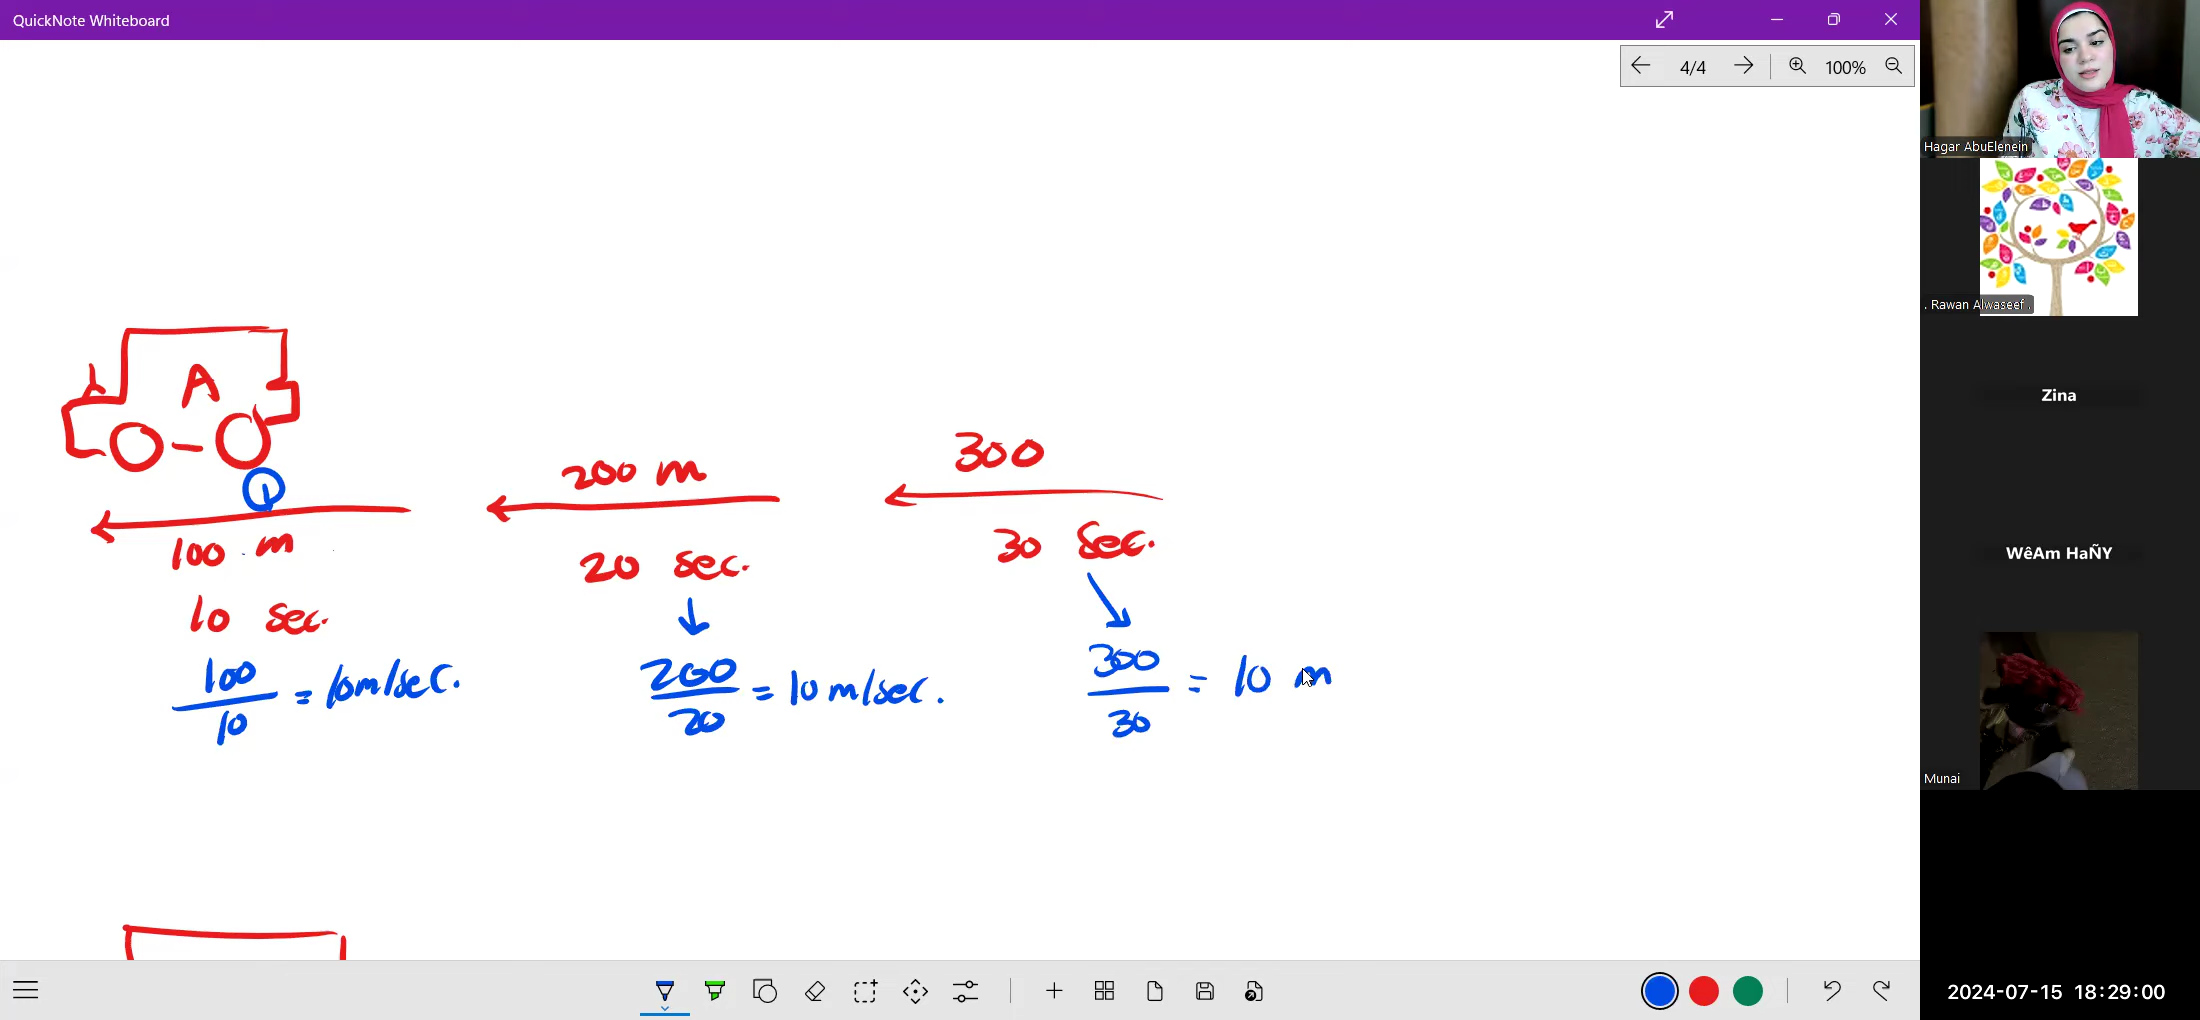 QuickNote Whiteboard
4/4
100%
A
1
100 m
10 sec.
100
10
= 10m/sec.
200 m
20 sec.
200
20
= 10 m/sec.
300
30 sec.
300
30
= 10 m
Hagar AbuElenein
. Rawan Alwaseef .
Zina
WêAm HaÑY
Munai
2024-07-15 18:29:00